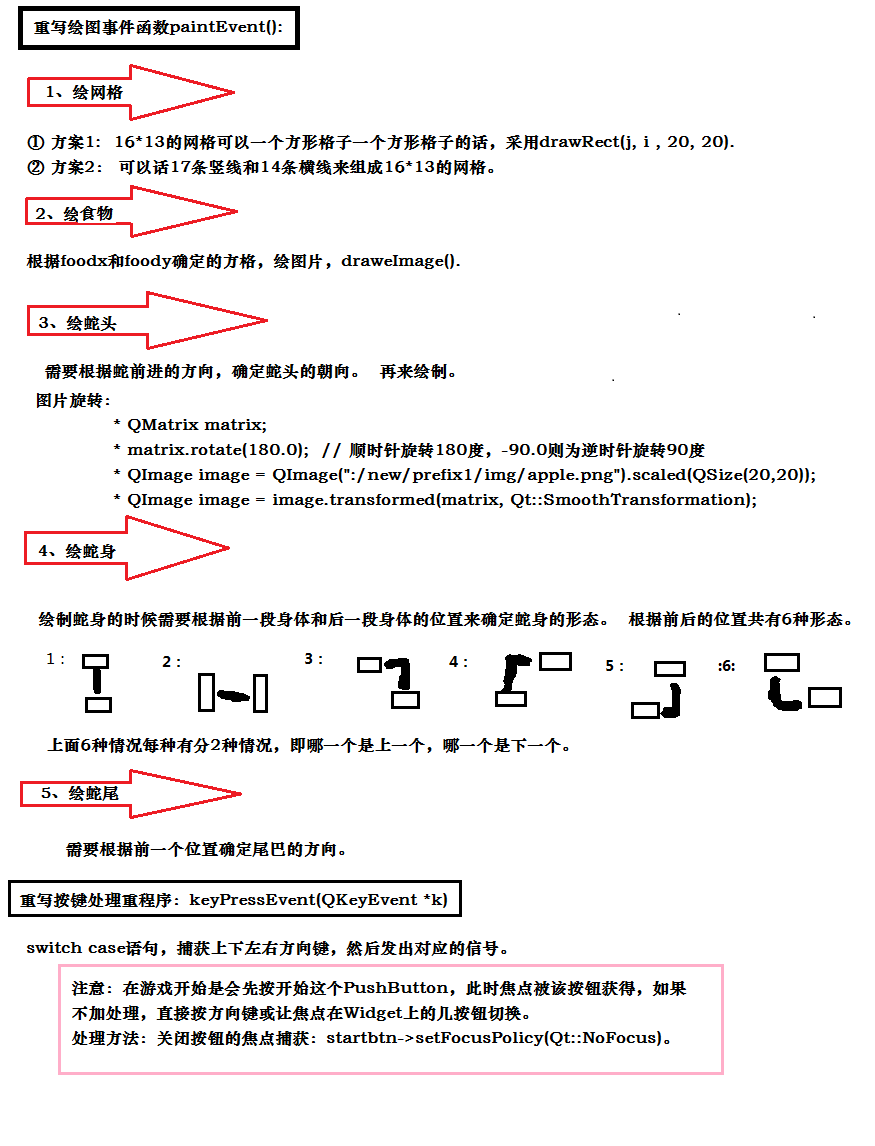 重写绘图事件函数paintEvent():
1、绘网格
① 方案1: 16*13的网格可以一个方形格子一个方形格子的话，采用drawRect(j, i , 20, 20).
② 方案2: 可以话17条竖线和14条横线来组成16*13的网格。
2、绘食物
根据foodx和foody确定的方格，绘图片，draweImage().
3、绘蛇头
需要根据蛇前进的方向，确定蛇头的朝向。 再来绘制。
图片旋转:
* QMatrix matrix;
* matrix.rotate(180.0); // 顺时针旋转180度，-90.0则为逆时针旋转90度
* QImage image = QImage(":/new/prefix1/img/apple.png").scaled(QSize(20,20));
* QImage image = image.transformed(matrix, Qt::SmoothTransformation);
4、绘蛇身
绘制蛇身的时候需要根据前一段身体和后一段身体的位置来确定蛇身的形态。 根据前后的位置共有6种形态。
1： 2： 3： 4： 5： :6:
上面6种情况每种有分2种情况，即哪一个是上一个，哪一个是下一个。
5、绘蛇尾
需要根据前一个位置确定尾巴的方向。
重写按键处理重程序: keyPressEvent(QKeyEvent *k)
switch case语句，捕获上下左右方向键，然后发出对应的信号。
注意: 在游戏开始是会先按开始这个PushButton，此时焦点被该按钮获得，如果
不加处理，直接按方向键或让焦点在Widget上的几按钮切换。
处理方法: 关闭按钮的焦点捕获: startbtn->setFocusPolicy(Qt::NoFocus)。